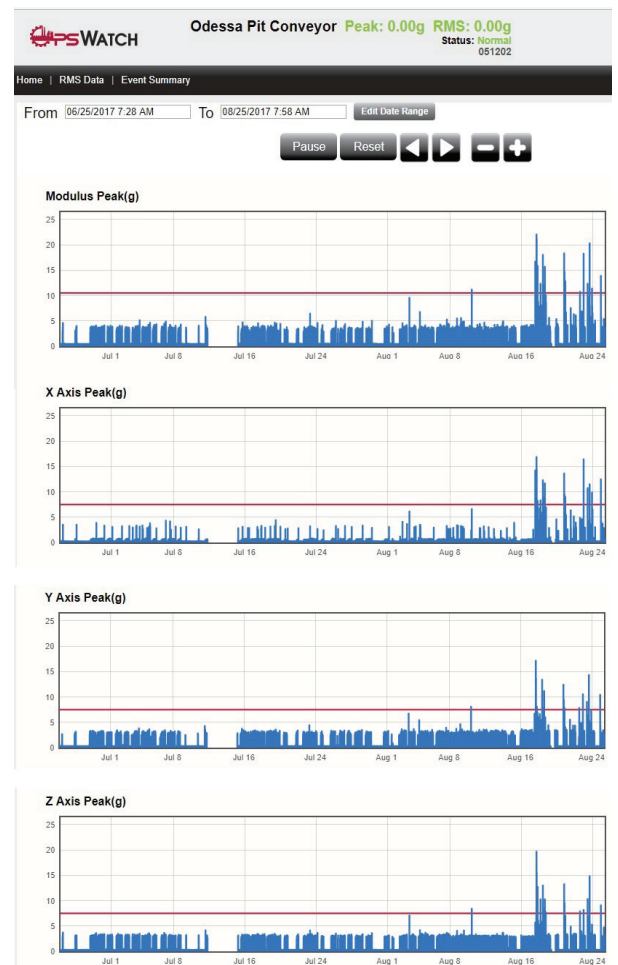 PSWATCH
Odessa Pit Conveyor Peak: 0.00g RMS: 0.00g
Status: Normal
051202
Home | RMS Data | Event Summary
From 06/25/2017 7:28 AM To 08/25/2017 7:58 AM Edit Date Range
Pause Reset
Modulus Peak(g)
25
20
15
10
5
0
Jul 1 Jul 8 Jul 16 Jul 24 Aug 1 Aug 8 Aug 16 Aug 24
X Axis Peak(g)
25
20
15
10
5
0
Jul 1 Jul 8 Jul 16 Jul 24 Aug 1 Aug 8 Aug 16 Aug 24
Y Axis Peak(g)
25
20
15
10
5
0
Jul 1 Jul 8 Jul 16 Jul 24 Aug 1 Aug 8 Aug 16 Aug 24
Z Axis Peak(g)
25
20
15
10
5
0
Jul 1 Jul 8 Jul 16 Jul 24 Aug 1 Aug 8 Aug 16 Aug 24